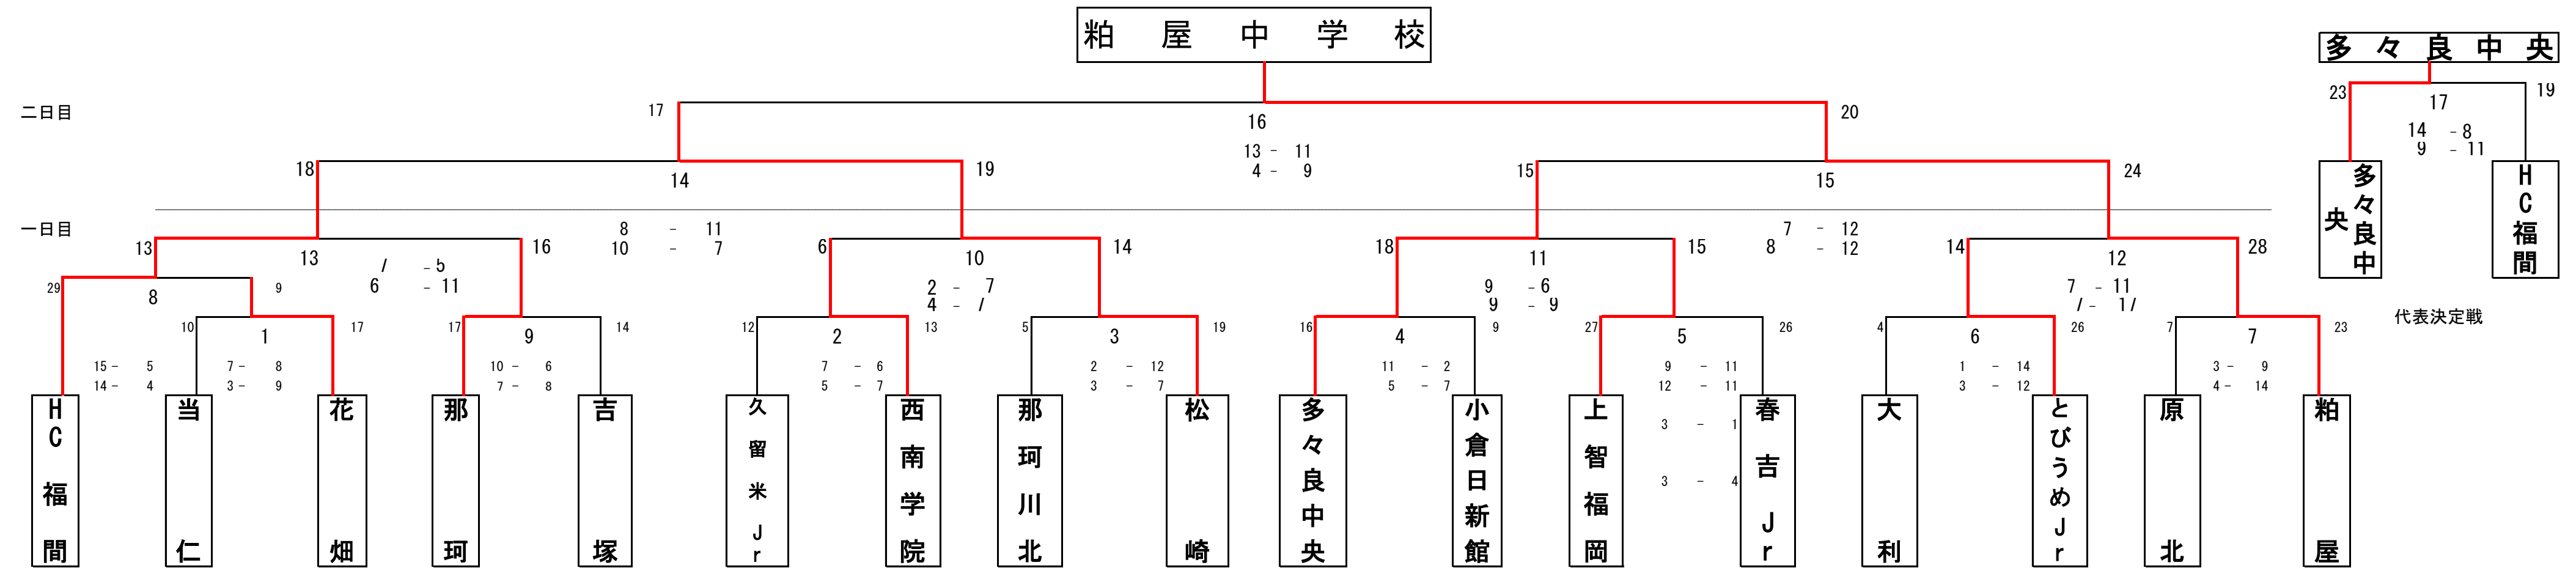 粕屋中学校
多々良中央
二日目
17
20
16
13 - 11
4 - 9
23
19
17
14 - 8
9 - 11
多々良中央
HC福間
代表決定戦
18
19
14
15
24
15
一日目
8 - 11
10 - 7
7 - 12
8 - 12
13
16
13
/ - 5
6 - 11
6
14
10
2 - 7
4 - /
18
15
11
9 - 6
9 - 9
14
28
12
7 - 11
/ - 1/
29
9
8
15 - 5
14 - 4
10
17
1
7 - 8
3 - 9
17
14
9
10 - 6
7 - 8
12
13
2
7 - 6
5 - 7
5
19
3
2 - 12
3 - 7
16
9
4
11 - 2
5 - 7
27
26
5
9 - 11
12 - 11
3 - 1
3 - 4
4
26
6
1 - 14
3 - 12
7
23
7
3 - 9
4 - 14
HC福間
当仁
花畑
那珂
吉塚
久留米Jr
西南学院
那珂川北
松崎
多々良中央
小倉日新館
上智福岡
春吉Jr
大利
とびうめJr
原北
粕屋